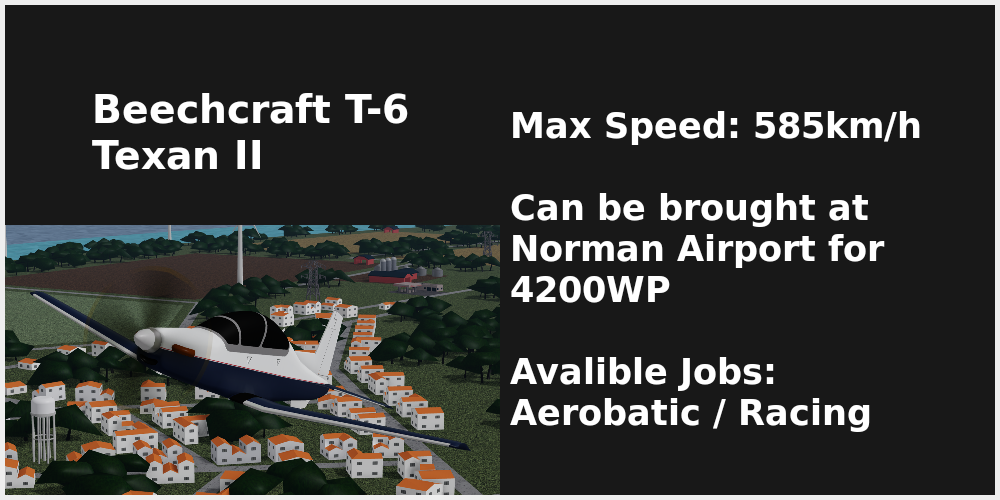 Beechcraft T-6
Texan II
Max Speed: 585km/h
Can be brought at
Norman Airport for
4200WP
Avalible Jobs:
Aerobatic / Racing